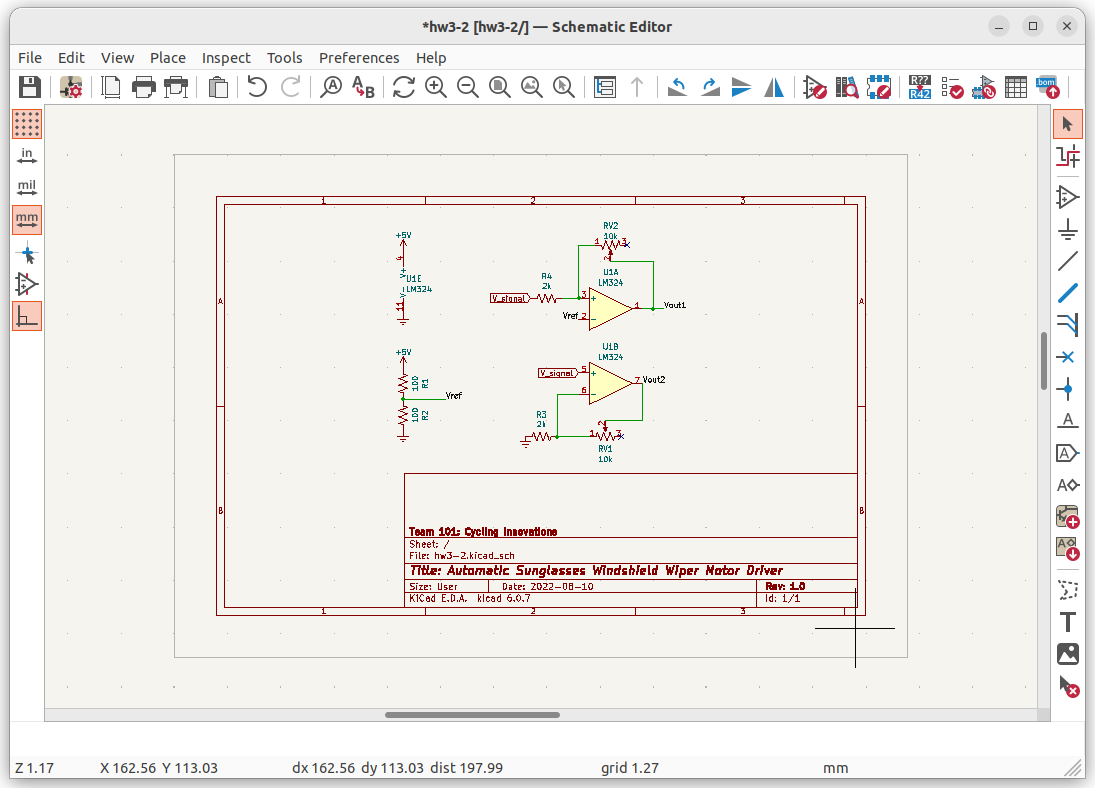 *hw3-2 [hw3-2/] — Schematic Editor
File Edit View Place Inspect Tools Preferences Help
A
A B
R?? R42
.bom
in
mil
mm
A
A
A
A
T
1 2 3
A A
B B
+5V
4
V+
U1E
LM324
V-
11
+5V
100 R1
Vref
100 R2
RV2
10k
1 3
2
R4
2k
U1A
LM324
V_signal
3 +
1 Vout1
Vref 2 −
U1B
LM324
V_signal
5 +
7 Vout2
6 −
R3
2k
2
1 3
RV1
10k
Team 101: Cycling Innovations
Sheet: /
File: hw3-2.kicad_sch
Title: Automatic Sunglasses Windshield Wiper Motor Driver
Size: User Date: 2022-08-10 Rev: 1.0
KiCad E.D.A. kicad 6.0.7 Id: 1/1
1 2 3
Z 1.17 X 162.56 Y 113.03 dx 162.56 dy 113.03 dist 197.99 grid 1.27 mm